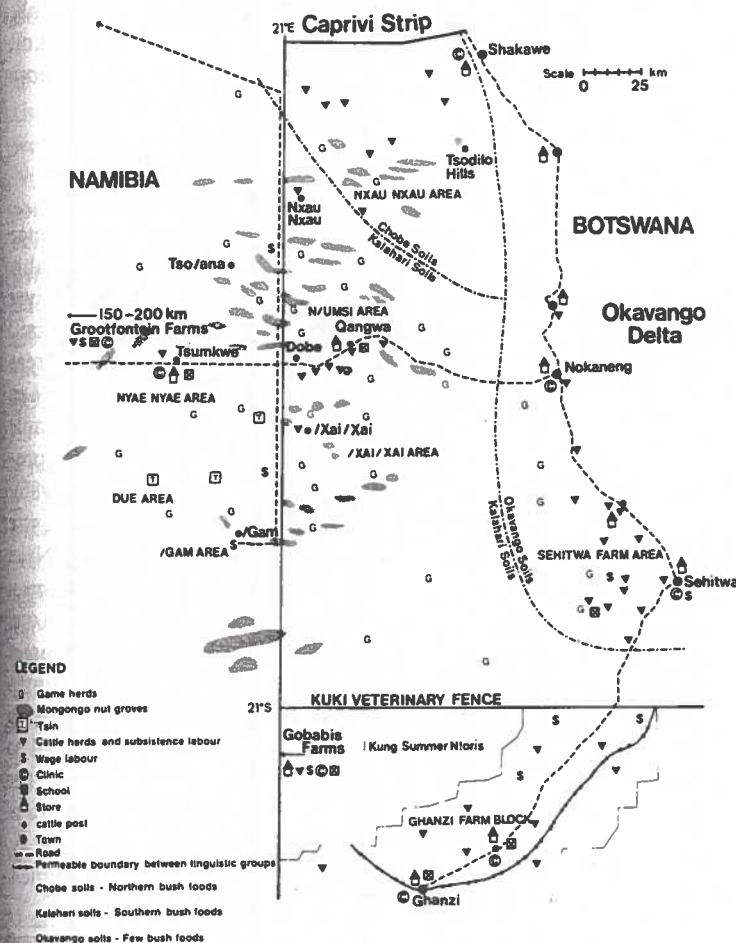 21°E Caprivi Strip
Shakawe
Scale
0 25 km
NAMIBIA
Tsodilo
Hills
NXAU NXAU AREA
Nxau
Nxau
BOTSWANA
Chobe Soils
Kalahari Soils
Tso/ana
Okavango
Delta
150-200 km
Grootfontein Farms
N/UMSI AREA
Qangwa
Tsumkwe
Dobe
Nokaneng
NYAE NYAE AREA
/Xai/Xai
/XAI/XAI AREA
DUE AREA
Okavango Soils
Kalahari Soils
/Gam
/GAM AREA
SEHITWA FARM AREA
Sehitwa
21°S KUKI VETERINARY FENCE
Gobabis
Farms
Kung Summer N!oris
GHANZI FARM BLOCK
Ghanzi
LEGEND
G Game herds
Mongongo nut groves
T Tsin
Cattle herds and subsistence labour
$ Wage labour
© Clinic
School
Store
cattle post
Town
Road
Permeable boundary between linguistic groups
Chobe soils - Northern bush foods
Kalahari soils - Southern bush foods
Okavango soils - Few bush foods